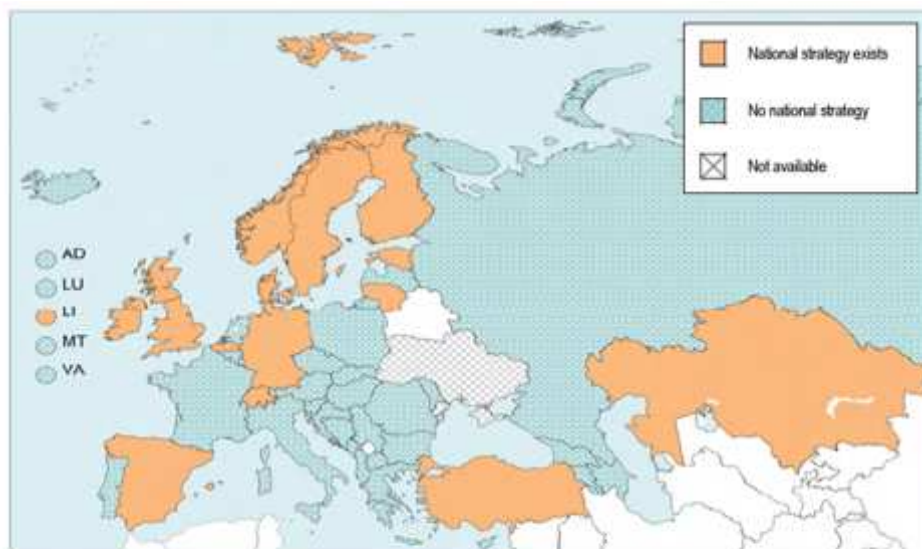 National strategy exists
No national strategy
Not available
AD
LU
LI
MT
VA